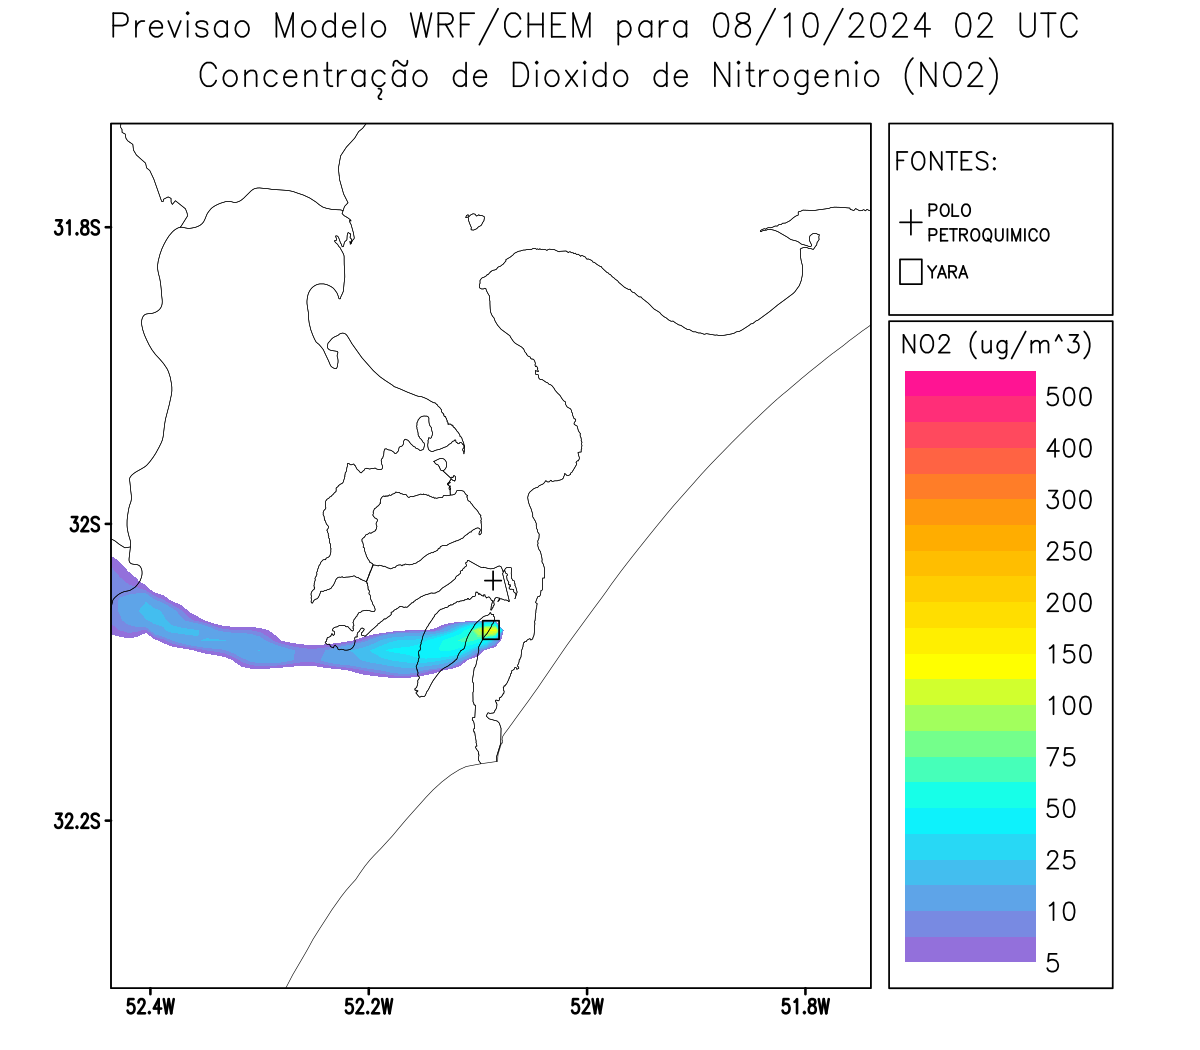 Previsao Modelo WRF/CHEM para 08/10/2024 02 UTC
Concentração de Dioxido de Nitrogenio (NO2)
FONTES:
POLO
PETROQUIMICO
YARA
NO2 (ug/m^3)
500
400
300
250
200
150
100
75
50
25
10
5
31.8S
32S
32.2S
52.4W
52.2W
52W
51.8W